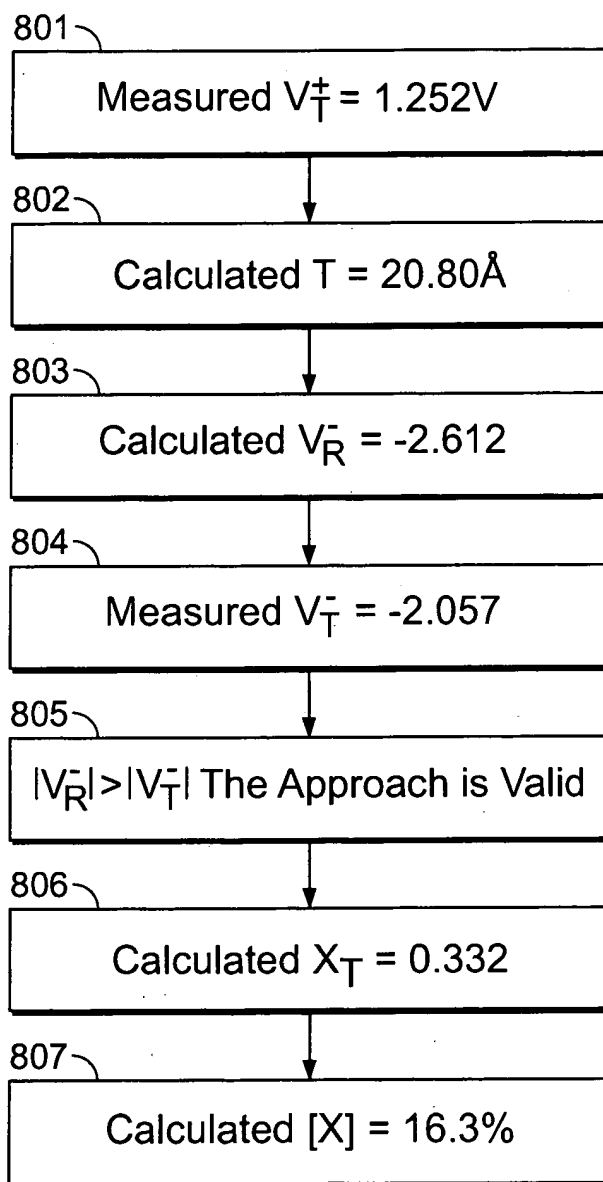 801
Measured V_T^+ = 1.252V
802
Calculated T = 20.80Å
803
Calculated V_R^- = -2.612
804
Measured V_T^- = -2.057
805
|V_R^-|>|V_T^-| The Approach is Valid
806
Calculated X_T = 0.332
807
Calculated [X] = 16.3%